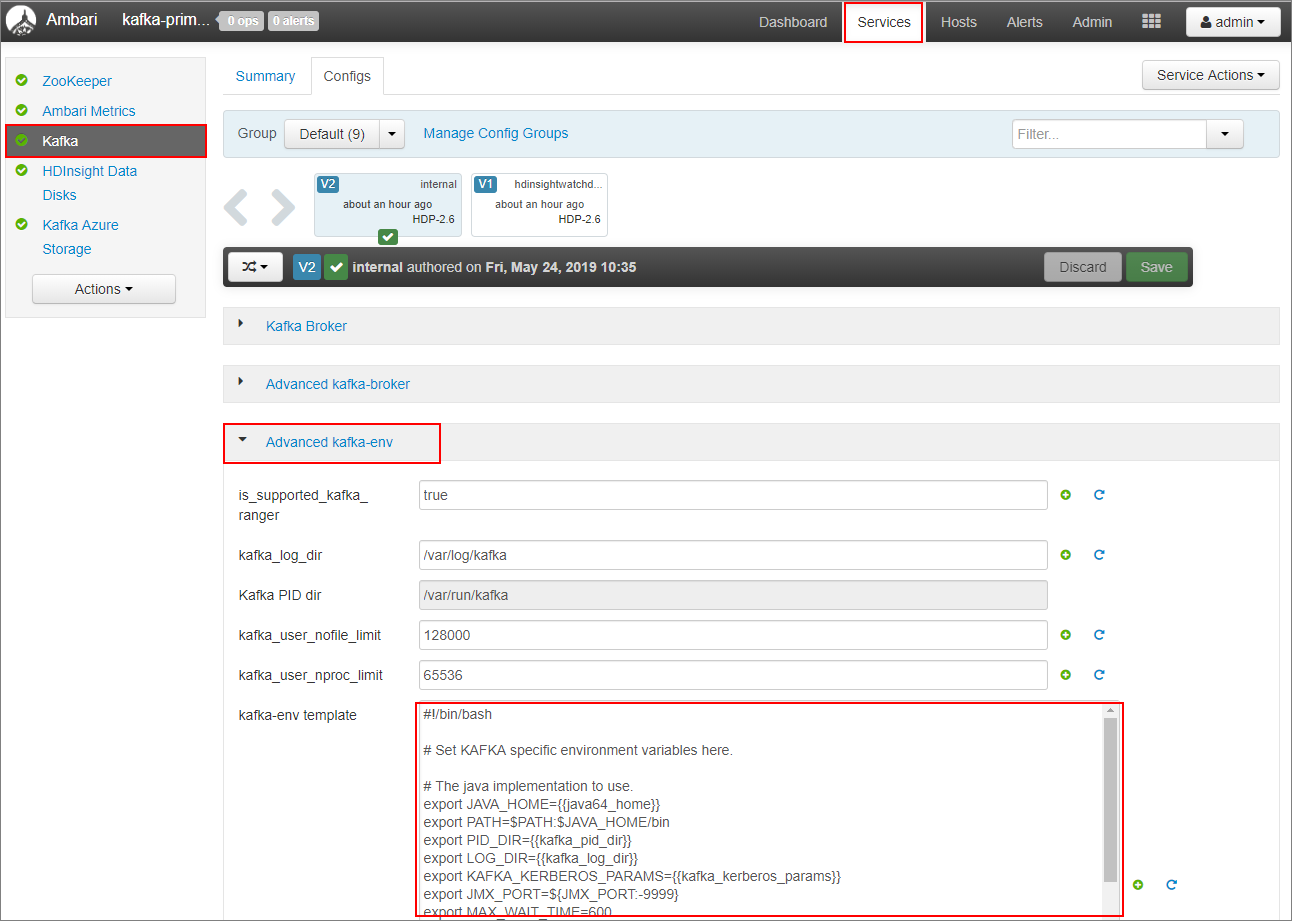 Ambari kafka-prim... 0 ops 0 alerts Dashboard Services Hosts Alerts Admin admin
ZooKeeper
Ambari Metrics
Kafka
HDInsight Data
Disks
Kafka Azure
Storage
Actions
Summary Configs Service Actions
Group Default (9) Manage Config Groups Filter...
V2 internal
about an hour ago
HDP-2.6
V1 hdinsightwatchd...
about an hour ago
HDP-2.6
V2 internal authored on Fri, May 24, 2019 10:35 Discard Save
Kafka Broker
Advanced kafka-broker
Advanced kafka-env
is_supported_kafka_
ranger
true
kafka_log_dir /var/log/kafka
Kafka PID dir /var/run/kafka
kafka_user_nofile_limit 128000
kafka_user_nproc_limit 65536
kafka-env template
#!/bin/bash
# Set KAFKA specific environment variables here.
# The java implementation to use.
export JAVA_HOME={{java64_home}}
export PATH=$PATH:$JAVA_HOME/bin
export PID_DIR={{kafka_pid_dir}}
export LOG_DIR={{kafka_log_dir}}
export KAFKA_KERBEROS_PARAMS={{kafka_kerberos_params}}
export JMX_PORT=${JMX_PORT:-9999}
export MAX_WAIT_TIME=600